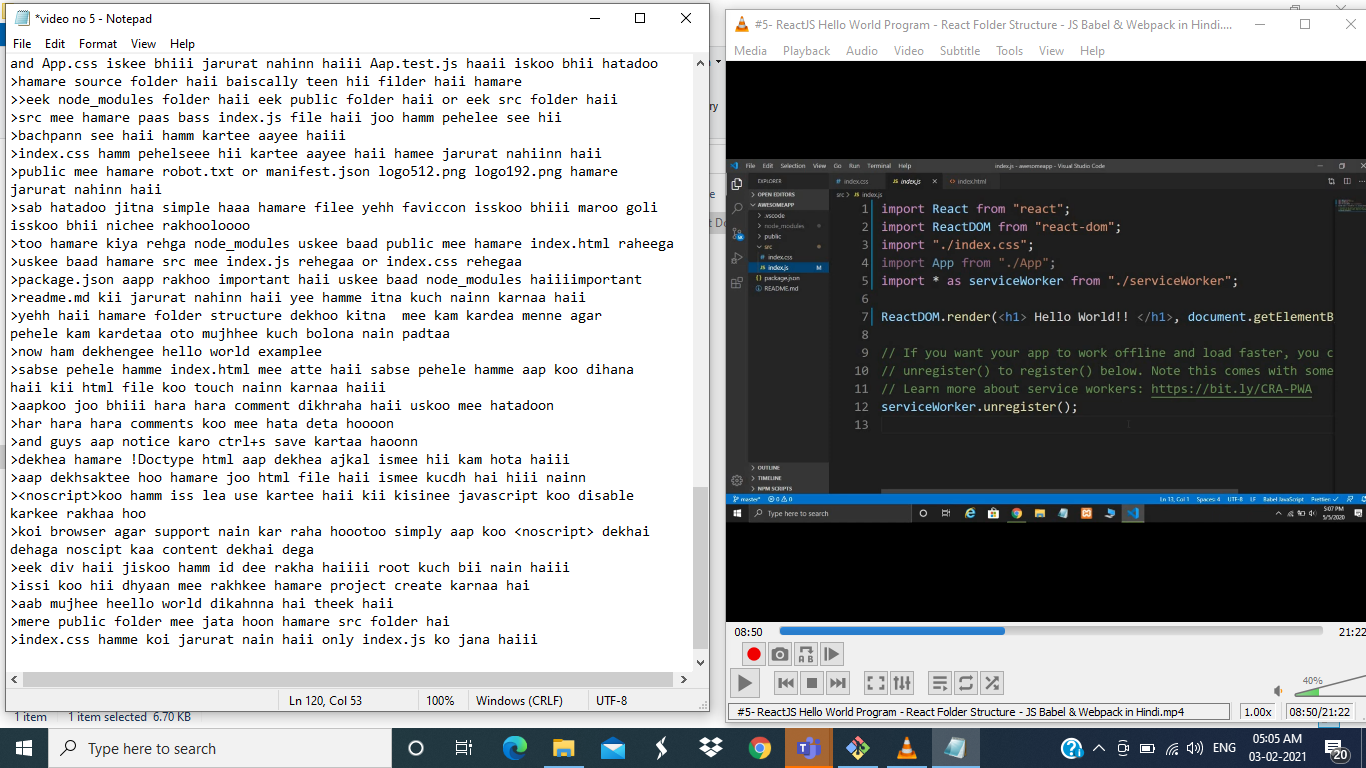 *video no 5 - Notepad
File Edit Format View Help
and App.css iskee bhiii jarurat nahinn haiii Aap.test.js haaii iskoo bhii hatadoo
>hamare source folder haii baiscally teen hii filder haii hamare
>>eek node_modules folder haii eek public folder haii or eek src folder haii
>src mee hamare paas bass index.js file haii joo hamm pehelee see hii
>bachpann see haii hamm kartee aayee haiii
>index.css hamm pehelseee hii kartee aayee haii hamee jarurat nahiinn haii
>public mee hamare robot.txt or manifest.json logo512.png logo192.png hamare
jarurat nahinn haii
>sab hatadoo jitna simple haaa hamare filee yehh faviccon isskoo bhiii maroo goli
isskoo bhii nichee rakhooloooo
>too hamare kiya rehga node_modules uskee baad public mee hamare index.html raheega
>uskee baad hamare src mee index.js rehegaa or index.css rehegaa
>package.json aapp rakhoo important haii uskee baad node_modules haiiiimportant
>readme.md kii jarurat nahinn haii yee hamme itna kuch nainn karnaa haii
>yehh haii hamare folder structure dekhoo kitna  mee kam kardea menne agar
pehele kam kardetaa oto mujhhee kuch bolona nain padtaa
>now ham dekhengee hello world examplee
>sabse pehele hamme index.html mee atte haii sabse pehele hamme aap koo dihana
haii kii html file koo touch nainn karnaa haiii
>aapkoo joo bhiii hara hara comment dikhraha haii uskoo mee hatadoon
>har hara hara comments koo mee hata deta hoooon
>and guys aap notice karo ctrl+s save kartaa haoonn
>dekhea hamare !Doctype html aap dekhea ajkal ismee hii kam hota haiii
>aap dekhsaktee hoo hamare joo html file haii ismee kucdh hai hiii nainn
><noscript>koo hamm iss lea use kartee haii kii kisinee javascript koo disable
karkee rakhaa hoo
>koi browser agar support nain kar raha hoootoo simply aap koo <noscript> dekhai
dehaga noscipt kaa content dekhai dega
>eek div haii jiskoo hamm id dee rakha haiiii root kuch bii nain haiii
>issi koo hii dhyaan mee rakhkee hamare project create karnaa hai
>aab mujhee heello world dikahnna hai theek haii
>mere public folder mee jata hoon hamare src folder hai
>index.css hamme koi jarurat nain haii only index.js ko jana haiii
Ln 120, Col 53 100% Windows (CRLF) UTF-8
1 item 1 item selected 6.70 KB
#5- ReactJS Hello World Program - React Folder Structure - JS Babel & Webpack in Hindi....
Media Playback Audio Video Subtitle Tools View Help
File Edit Selection View Go Run Terminal Help index.js - awesomeapp - Visual Studio Code
EXPLORER
OPEN EDITORS
AWESOMEAPP
.vscode
node_modules
public
src
index.css
index.js M
package.json
README.md
OUTLINE
TIMELINE
NPM SCRIPTS
index.css index.js index.html
src > index.js
1 import React from "react";
2 import ReactDOM from "react-dom";
3 import "./index.css";
4 import App from "./App";
5 import * as serviceWorker from "./serviceWorker";
6
7 ReactDOM.render(<h1> Hello World!! </h1>, document.getElementB
8
9 // If you want your app to work offline and load faster, you c
10 // unregister() to register() below. Note this comes with some
11 // Learn more about service workers: https://bit.ly/CRA-PWA
12 serviceWorker.unregister();
13
master* 0 0 Ln 13, Col 1 Spaces: 4 UTF-8 LF Babel JavaScript Prettier: ✓
Type here to search 5:07 PM
5/5/2020
08:50 21:22
40%
#5- ReactJS Hello World Program - React Folder Structure - JS Babel & Webpack in Hindi.mp4 1.00x 08:50/21:22
Type here to search ENG 05:05 AM
03-02-2021 20